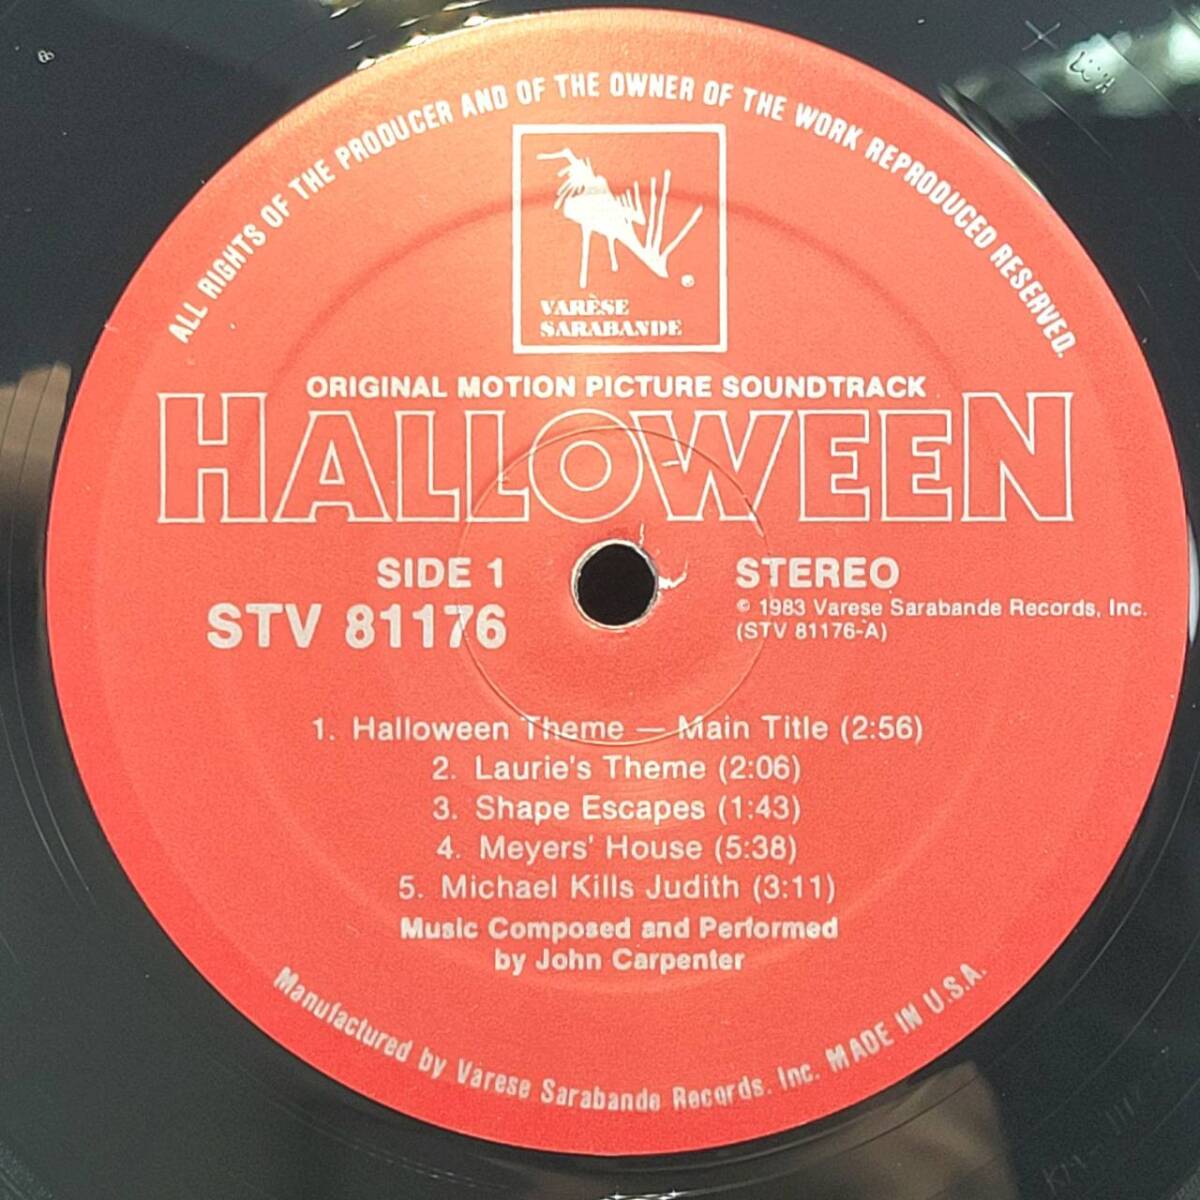 ALL RIGHTS OF THE PRODUCER AND OF THE OWNER OF THE WORK REPRODUCED RESERVED.
®
VARÈSE
SARABANDE
ORIGINAL MOTION PICTURE SOUNDTRACK
HALLOWEEN
SIDE 1
STV 81176
STEREO
© 1983 Varese Sarabande Records, Inc.
(STV 81176-A)
1. Halloween Theme — Main Title (2:56)
2. Laurie's Theme (2:06)
3. Shape Escapes (1:43)
4. Meyers' House (5:38)
5. Michael Kills Judith (3:11)
Music Composed and Performed
by John Carpenter
Manufactured by Varese Sarabande Records. Inc. MADE IN U.S.A.